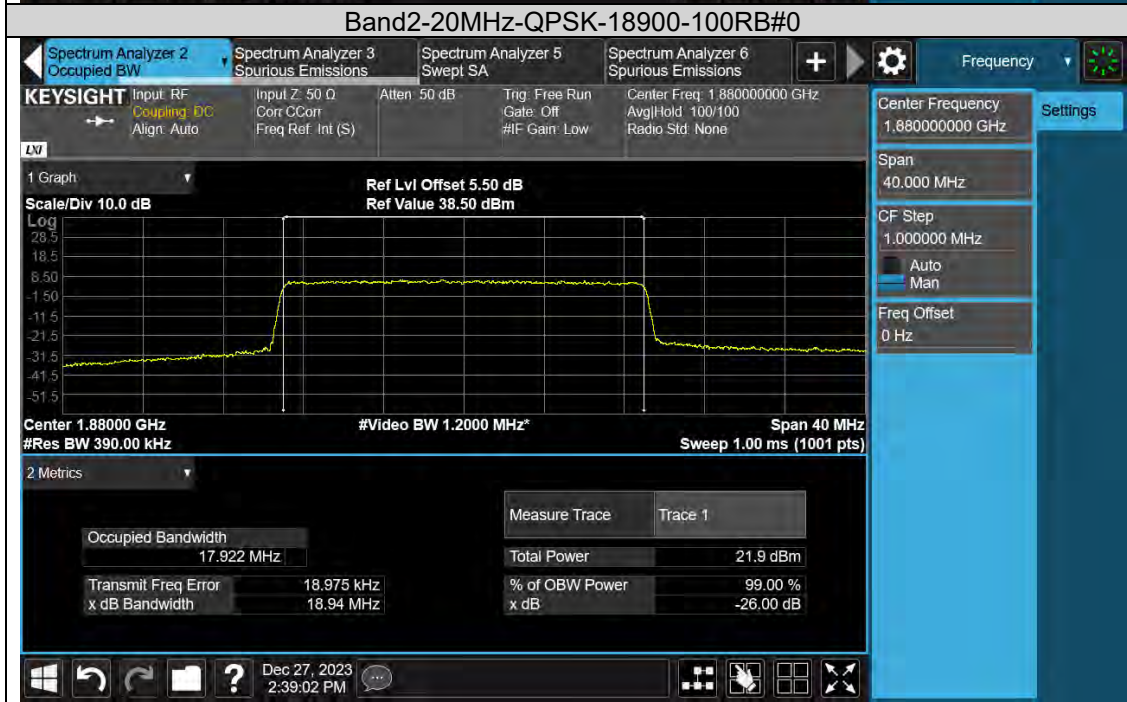 Band2-20MHz-QPSK-18900-100RB#0
Spectrum Analyzer 2
Occupied BW
Spectrum Analyzer 3
Spurious Emissions
Spectrum Analyzer 5
Swept SA
Spectrum Analyzer 6
Spurious Emissions
+
Frequency
KEYSIGHT
LXI
Input: RF
Coupling: DC
Align: Auto
Input Z: 50 Ω
Corr CCorr
Freq Ref: Int (S)
Atten: 50 dB
Trig: Free Run
Gate: Off
#IF Gain: Low
Center Freq: 1.880000000 GHz
Avg|Hold: 100/100
Radio Std: None
Center Frequency
1.880000000 GHz
Settings
Span
40.000 MHz
CF Step
1.000000 MHz
Auto
Man
Freq Offset
0 Hz
1 Graph
Scale/Div 10.0 dB
Ref Lvl Offset 5.50 dB
Ref Value 38.50 dBm
Log
28.5
18.5
8.50
-1.50
-11.5
-21.5
-31.5
-41.5
-51.5
Center 1.88000 GHz
#Res BW 390.00 kHz
#Video BW 1.2000 MHz*
Span 40 MHz
Sweep 1.00 ms (1001 pts)
2 Metrics
Occupied Bandwidth
17.922 MHz
Transmit Freq Error 18.975 kHz
x dB Bandwidth 18.94 MHz
Measure Trace Trace 1
Total Power 21.9 dBm
% of OBW Power 99.00 %
x dB -26.00 dB
?
Dec 27, 2023
2:39:02 PM